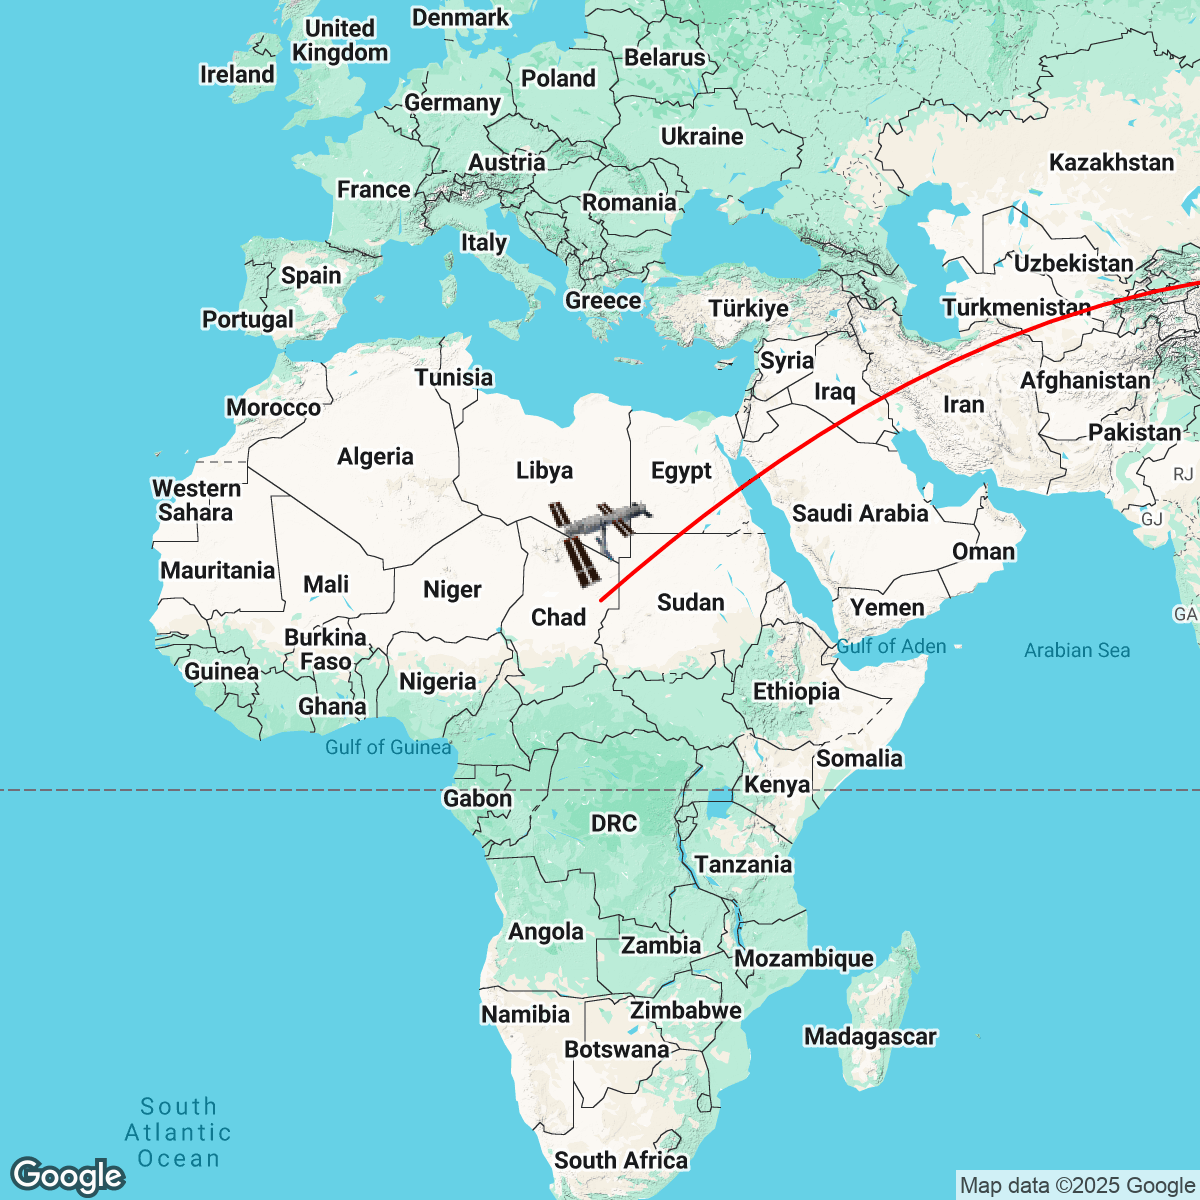 Denmark
United
Kingdom
Belarus
Ireland
Poland
Germany
Ukraine
Austria
Kazakhstan
France
Romania
Italy
Uzbekistan
Spain
Greece
Türkiye
Turkmenistan
Portugal
Syria
Tunisia
Afghanistan
Iraq
Iran
Morocco
Pakistan
Algeria
Libya
Egypt
RJ
Western
Sahara
Saudi Arabia
GJ
Oman
Mauritania
Mali
Niger
Sudan
Yemen
Chad
GA
Burkina
Faso
Gulf of Aden
Arabian Sea
Guinea
Nigeria
Ethiopia
Ghana
Gulf of Guinea
Somalia
Kenya
Gabon
DRC
Tanzania
Angola
Zambia
Mozambique
Namibia
Zimbabwe
Madagascar
Botswana
South
Atlantic
Ocean
South Africa
Google
Map data ©2025 Google